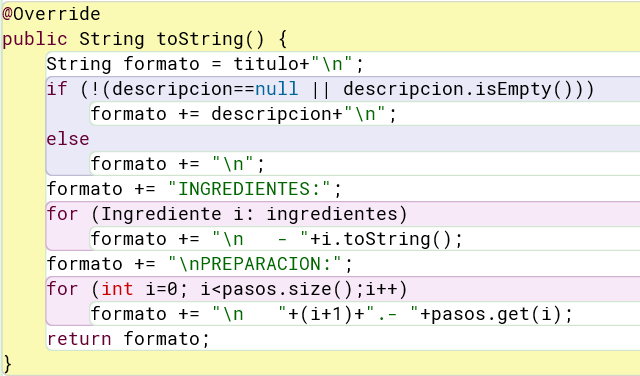 @Override
public String toString() {
    String formato = titulo+"\n";
    if (!(descripcion==null || descripcion.isEmpty()))
        formato += descripcion+"\n";
    else
        formato += "\n";
    formato += "INGREDIENTES:";
    for (Ingrediente i: ingredientes)
        formato += "\n   - "+i.toString();
    formato += "\nPREPARACION:";
    for (int i=0; i<pasos.size();i++)
        formato += "\n   "+(i+1)+".- "+pasos.get(i);
    return formato;
}